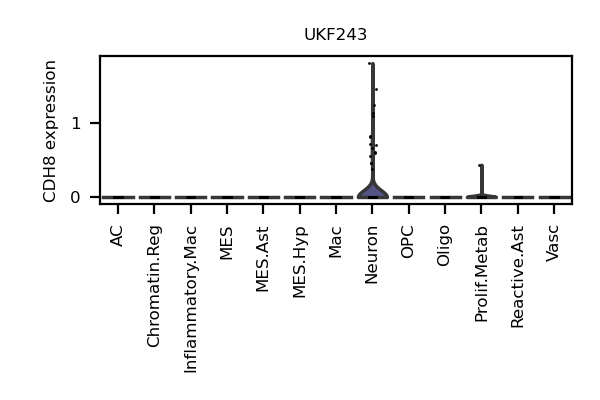 UKF243
CDH8 expression
1
0
AC
Chromatin.Reg
Inflammatory.Mac
MES
MES.Ast
MES.Hyp
Mac
Neuron
OPC
Oligo
Prolif.Metab
Reactive.Ast
Vasc